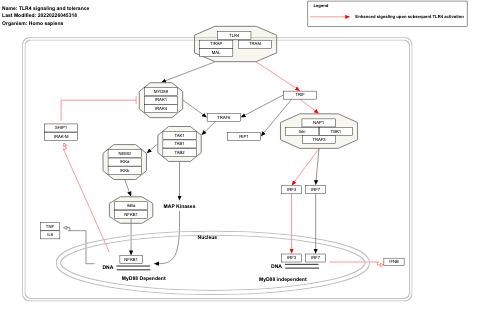 Name: TLR4 signaling and tolerance
Last Modified: 20220226045318
Organism: Homo sapiens
Legend
Enhanced signaling upon subsequent TLR4 activation
TLR4
TIRAP
TRAM
MAL
MYD88
IRAK1
IRAK4
TRIF
TRAF6
NAP1
TBK1
TRAF3
SHIP1
IRAK-M
RIP1
TAK1
TAB1
TAB2
NEMO
IKKa
IKKb
IRF3
IRF7
IkBa
NFKB1
MAP Kinases
TNF
IL6
Nucleus
NFKB1
IRF3
IRF7
IFNB
DNA
DNA
MyD88 Dependent
MyD88 independent